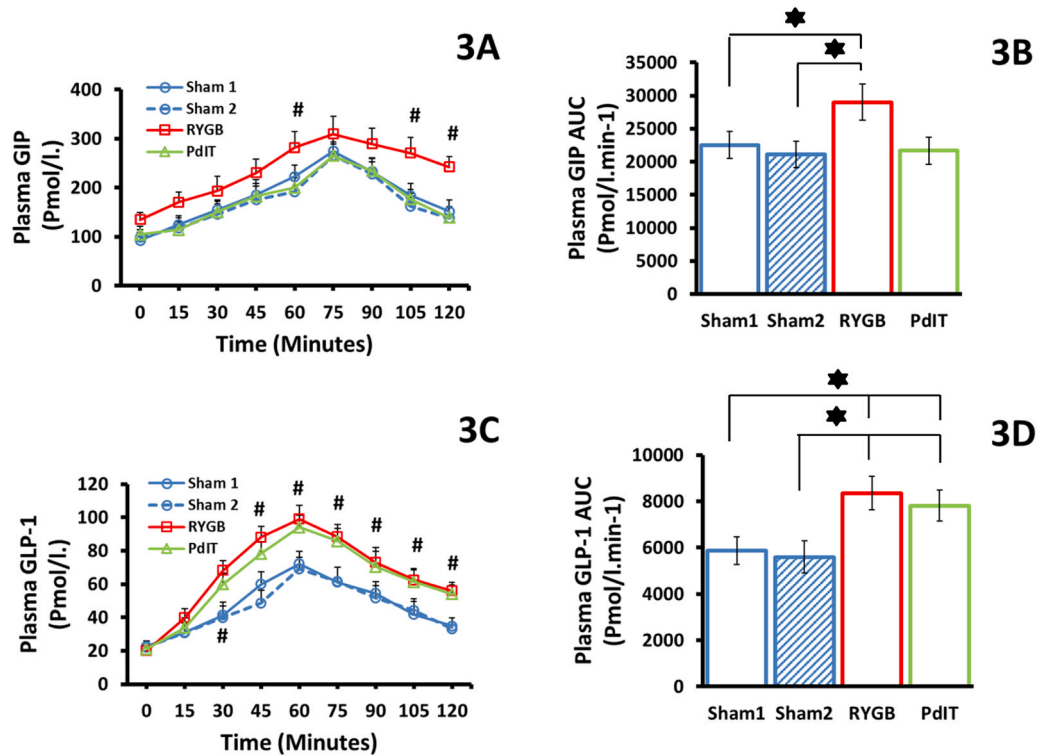 3A
Plasma GIP
(Pmol/l.)
400
300
200
100
0
Sham 1
Sham 2
RYGB
PdIT
#
#
#
0 15 30 45 60 75 90 105 120
Time (Minutes)
3B
Plasma GIP AUC
(Pmol/l.min-1)
35000
30000
25000
20000
15000
10000
5000
0
Sham1 Sham2 RYGB PdIT
3C
Plasma GLP-1
(Pmol/l.)
120
100
80
60
40
20
0
Sham 1
Sham 2
RYGB
PdIT
#
#
#
#
#
#
#
0 15 30 45 60 75 90 105 120
Time (Minutes)
3D
Plasma GLP-1 AUC
(Pmol/l.min-1)
10000
8000
6000
4000
2000
0
Sham1 Sham2 RYGB PdIT